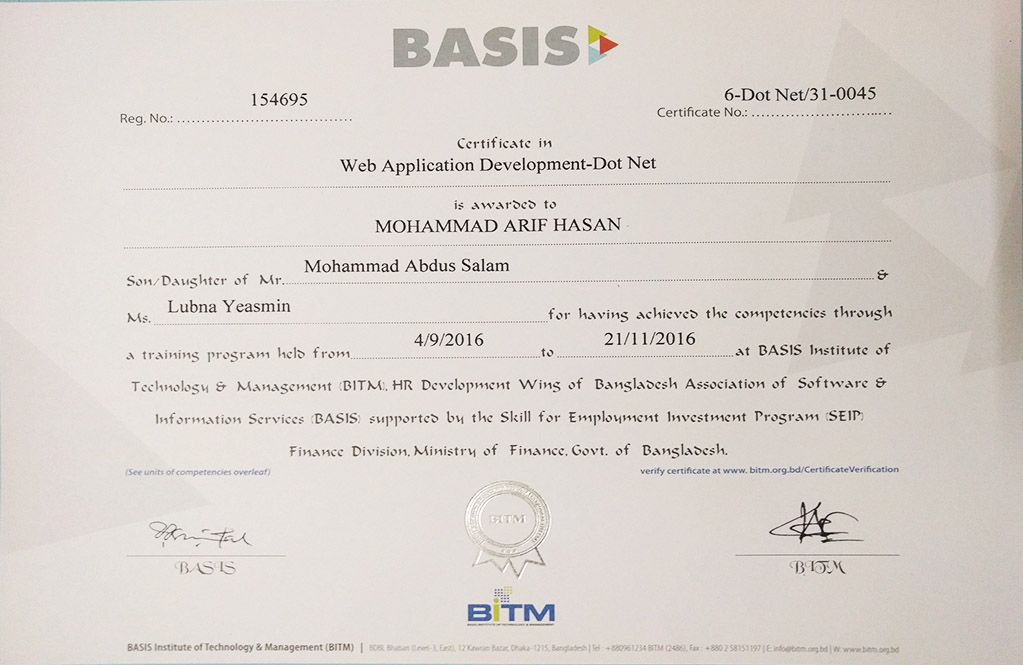 BASIS
154695
Reg. No.: ....................................
6-Dot Net/31-0045
Certificate No.: ..............................
Certificate in
Web Application Development-Dot Net
is awarded to
MOHAMMAD ARIF HASAN
Son/Daughter of Mr. Mohammad Abdus Salam &
Ms. Lubna Yeasmin for having achieved the competencies through
a training program held from 4/9/2016 to 21/11/2016 at BASIS Institute of
Technology & Management (BITM), HR Development Wing of Bangladesh Association of Software &
Information Services (BASIS) supported by the Skill for Employment Investment Program (SEIP)
Finance Division, Ministry of Finance, Govt. of Bangladesh.
(See units of competencies overleaf)
verify certificate at www. bitm.org.bd/CertificateVerification
BITM
BASIS
BITM
BiTM
BASIS Institute of Technology & Management (BITM) | BDBL Bhaban (Level-3, East), 12 Kawran Bazar, Dhaka-1215, Bangladesh | Tel : +880961234 BITM (2486), Fax : +880 2 58151197 | E: info@bitm.org.bd | W: www.bitm.org.bd